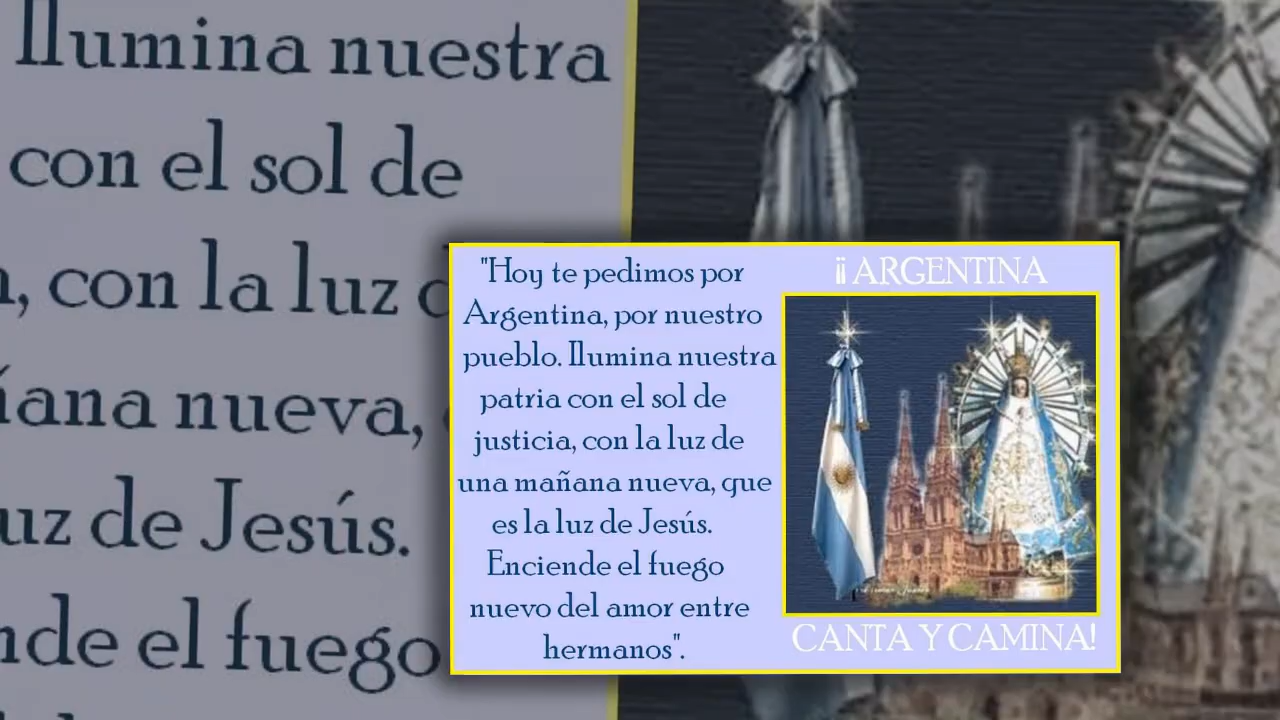 Ilumina nuestra
con el sol de
, con la luz d
ñana nueva,
uz de Jesús.
nde el fuego
"Hoy te pedimos por
Argentina, por nuestro
pueblo. Ilumina nuestra
patria con el sol de
justicia, con la luz de
una mañana nueva, que
es la luz de Jesús.
Enciende el fuego
nuevo del amor entre
hermanos".
¡¡ ARGENTINA
CANTA Y CAMINA!